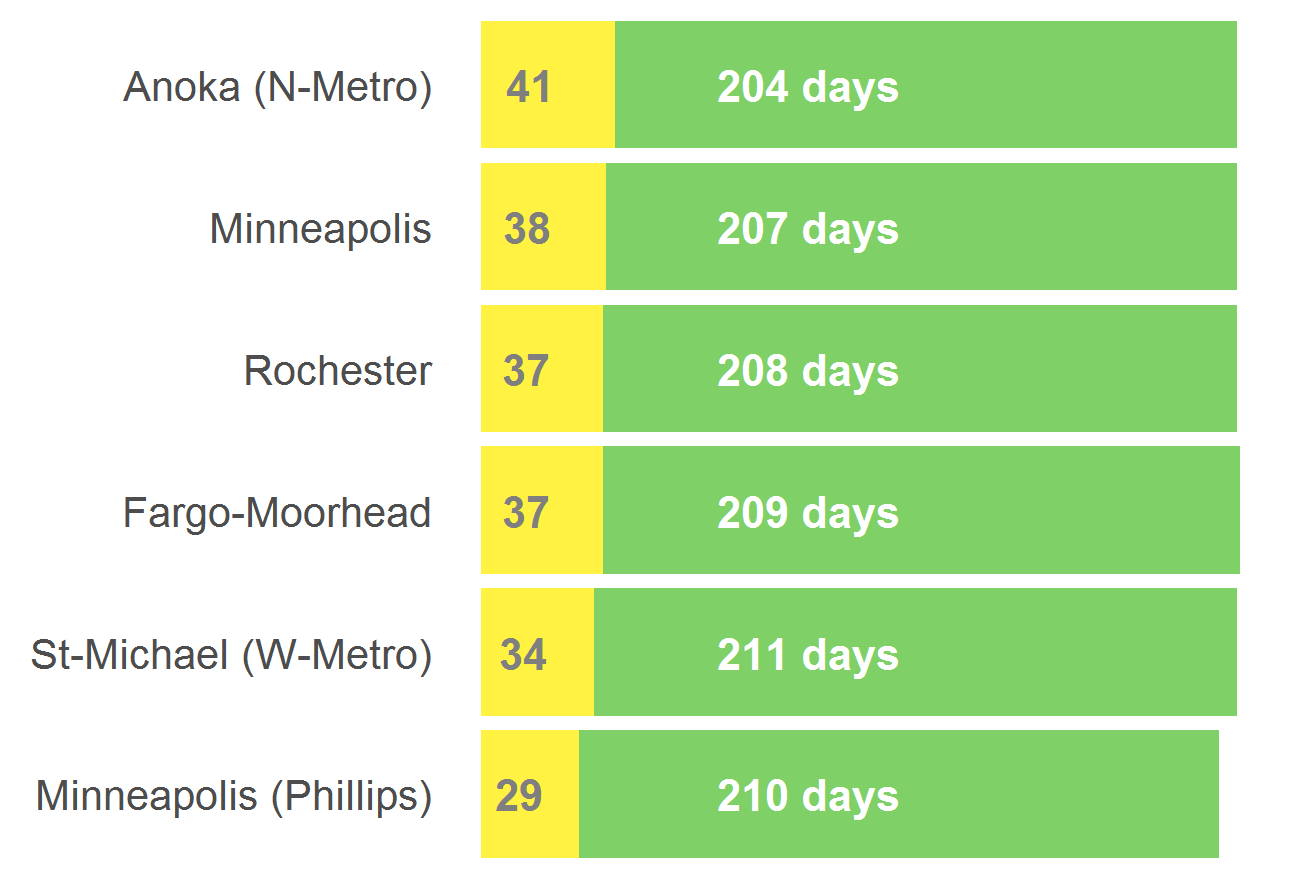 Anoka (N-Metro) 41 204 days
Minneapolis 38 207 days
Rochester 37 208 days
Fargo-Moorhead 37 209 days
St-Michael (W-Metro) 34 211 days
Minneapolis (Phillips) 29 210 days